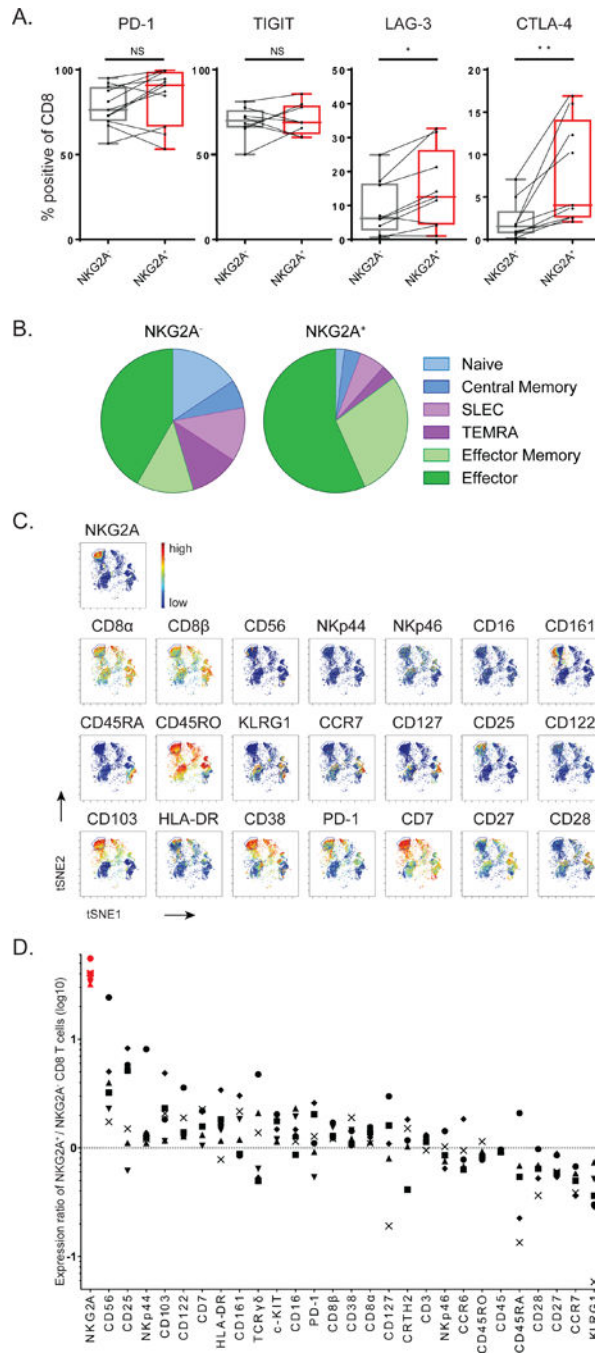 A.
PD-1 TIGIT LAG-3 CTLA-4
NS NS * **
% positive of CD8
100 100 50 20
40 15
50 50 30 10
20 5
10
0 0 0 0
NKG2A⁻ NKG2A⁺ NKG2A⁻ NKG2A⁺ NKG2A⁻ NKG2A⁺ NKG2A⁻ NKG2A⁺
B.
NKG2A⁻ NKG2A⁺
Naive
Central Memory
SLEC
TEMRA
Effector Memory
Effector
C.
NKG2A
high
low
CD8α CD8β CD56 NKp44 NKp46 CD16 CD161
CD45RA CD45RO KLRG1 CCR7 CD127 CD25 CD122
CD103 HLA-DR CD38 PD-1 CD7 CD27 CD28
tSNE2
tSNE1
D.
Expression ratio of NKG2A⁺ / NKG2A⁻ CD8 T cells (log10)
1
0
-1
NKG2A CD56 CD25 NKp44 CD103 CD122 CD7 HLA-DR CD161 TCRγδ c-KIT CD16 PD-1 CD8β CD38 CD8α CD127 CRTH2 CD3 NKp46 CCR6 CD45RO CD45 CD45RA CD28 CD27 CCR7 KLRG1